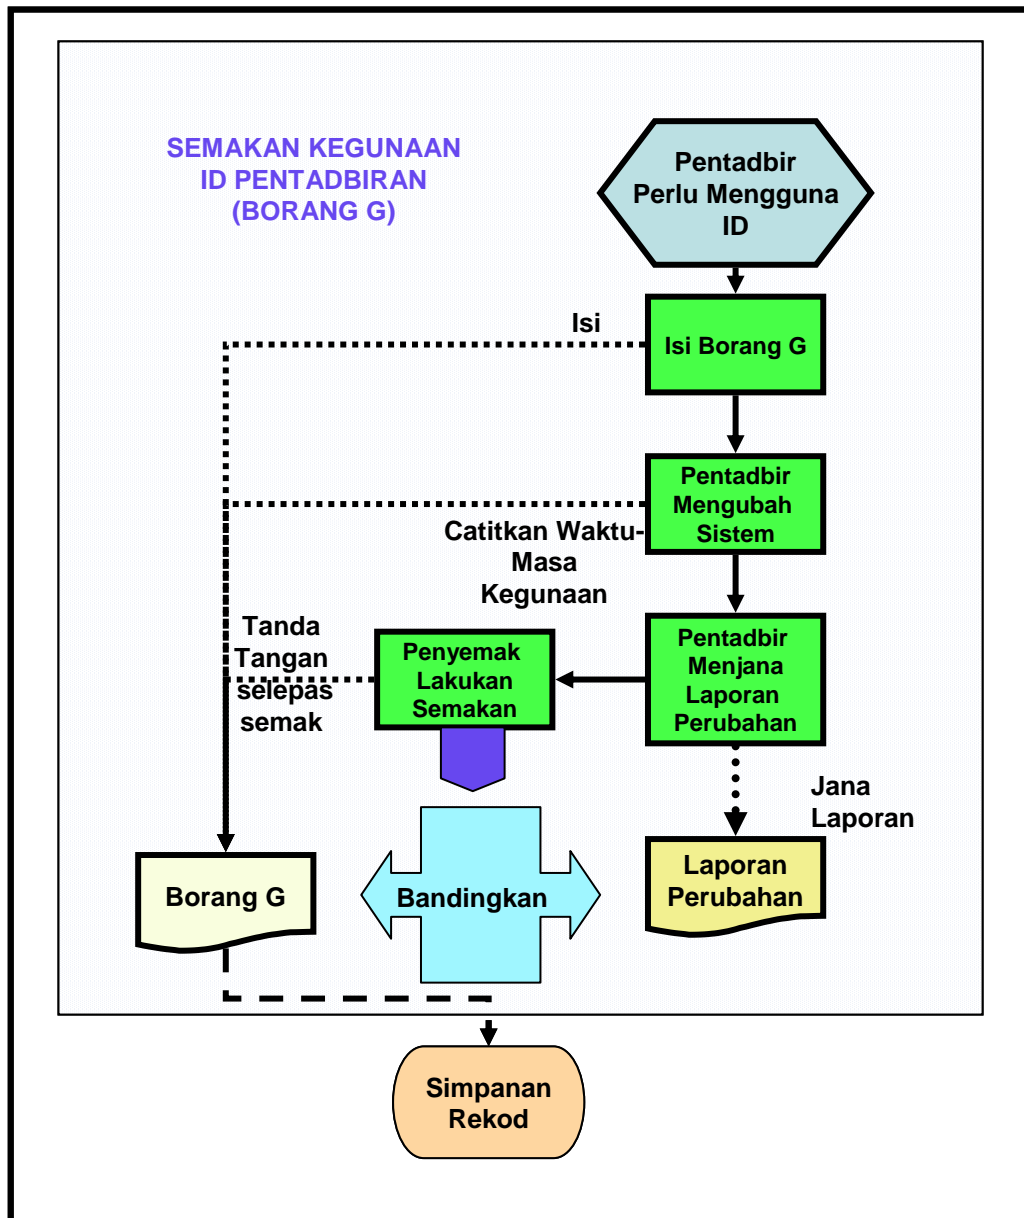 SEMAKAN KEGUNAAN
ID PENTADBIRAN
(BORANG G)
Pentadbir
Perlu Mengguna
ID
Isi
Isi Borang G
Pentadbir
Mengubah
Sistem
Catitkan Waktu-
Masa
Kegunaan
Tanda
Tangan
selepas
semak
Penyemak
Lakukan
Semakan
Pentadbir
Menjana
Laporan
Perubahan
Jana
Laporan
Borang G
Bandingkan
Laporan
Perubahan
Simpanan
Rekod